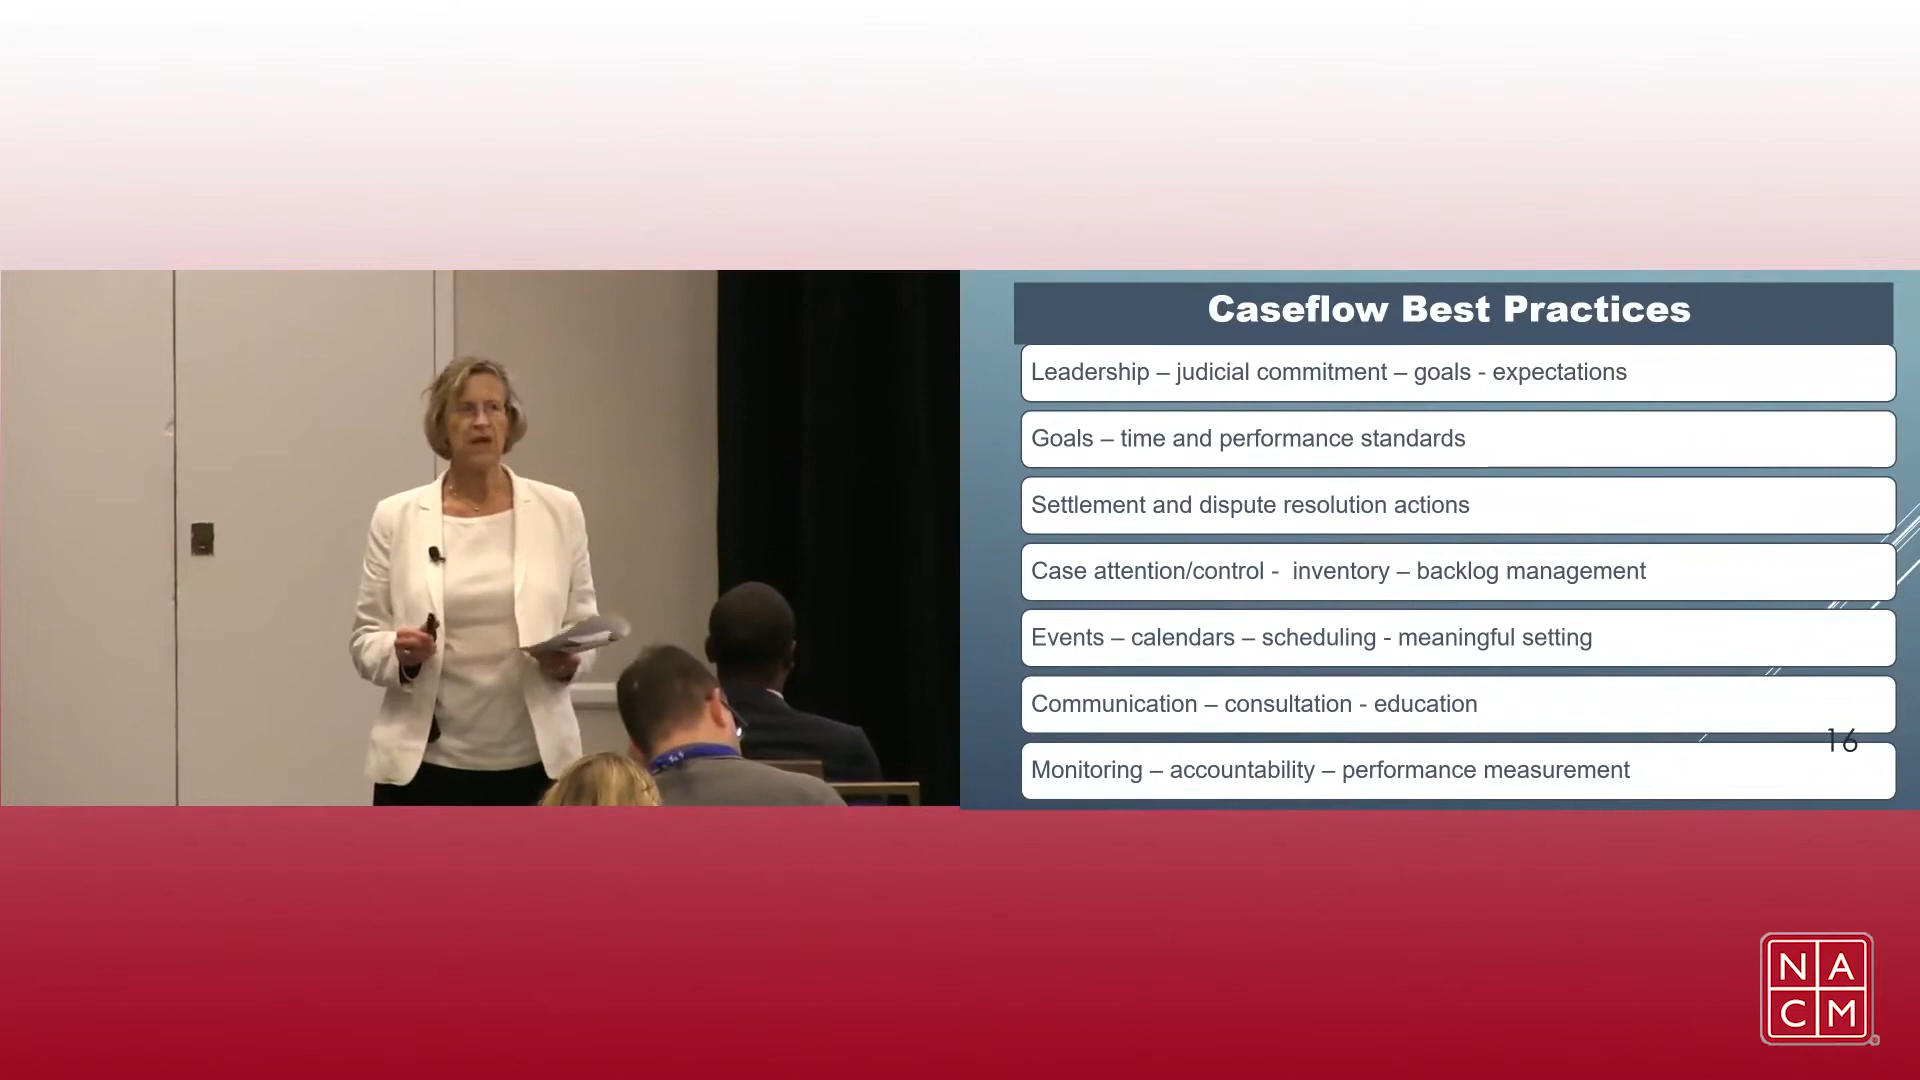 Caseflow Best Practices
Leadership – judicial commitment – goals - expectations
Goals – time and performance standards
Settlement and dispute resolution actions
Case attention/control -  inventory – backlog management
Events – calendars – scheduling - meaningful setting
Communication – consultation - education
16
Monitoring – accountability – performance measurement
N A
C M